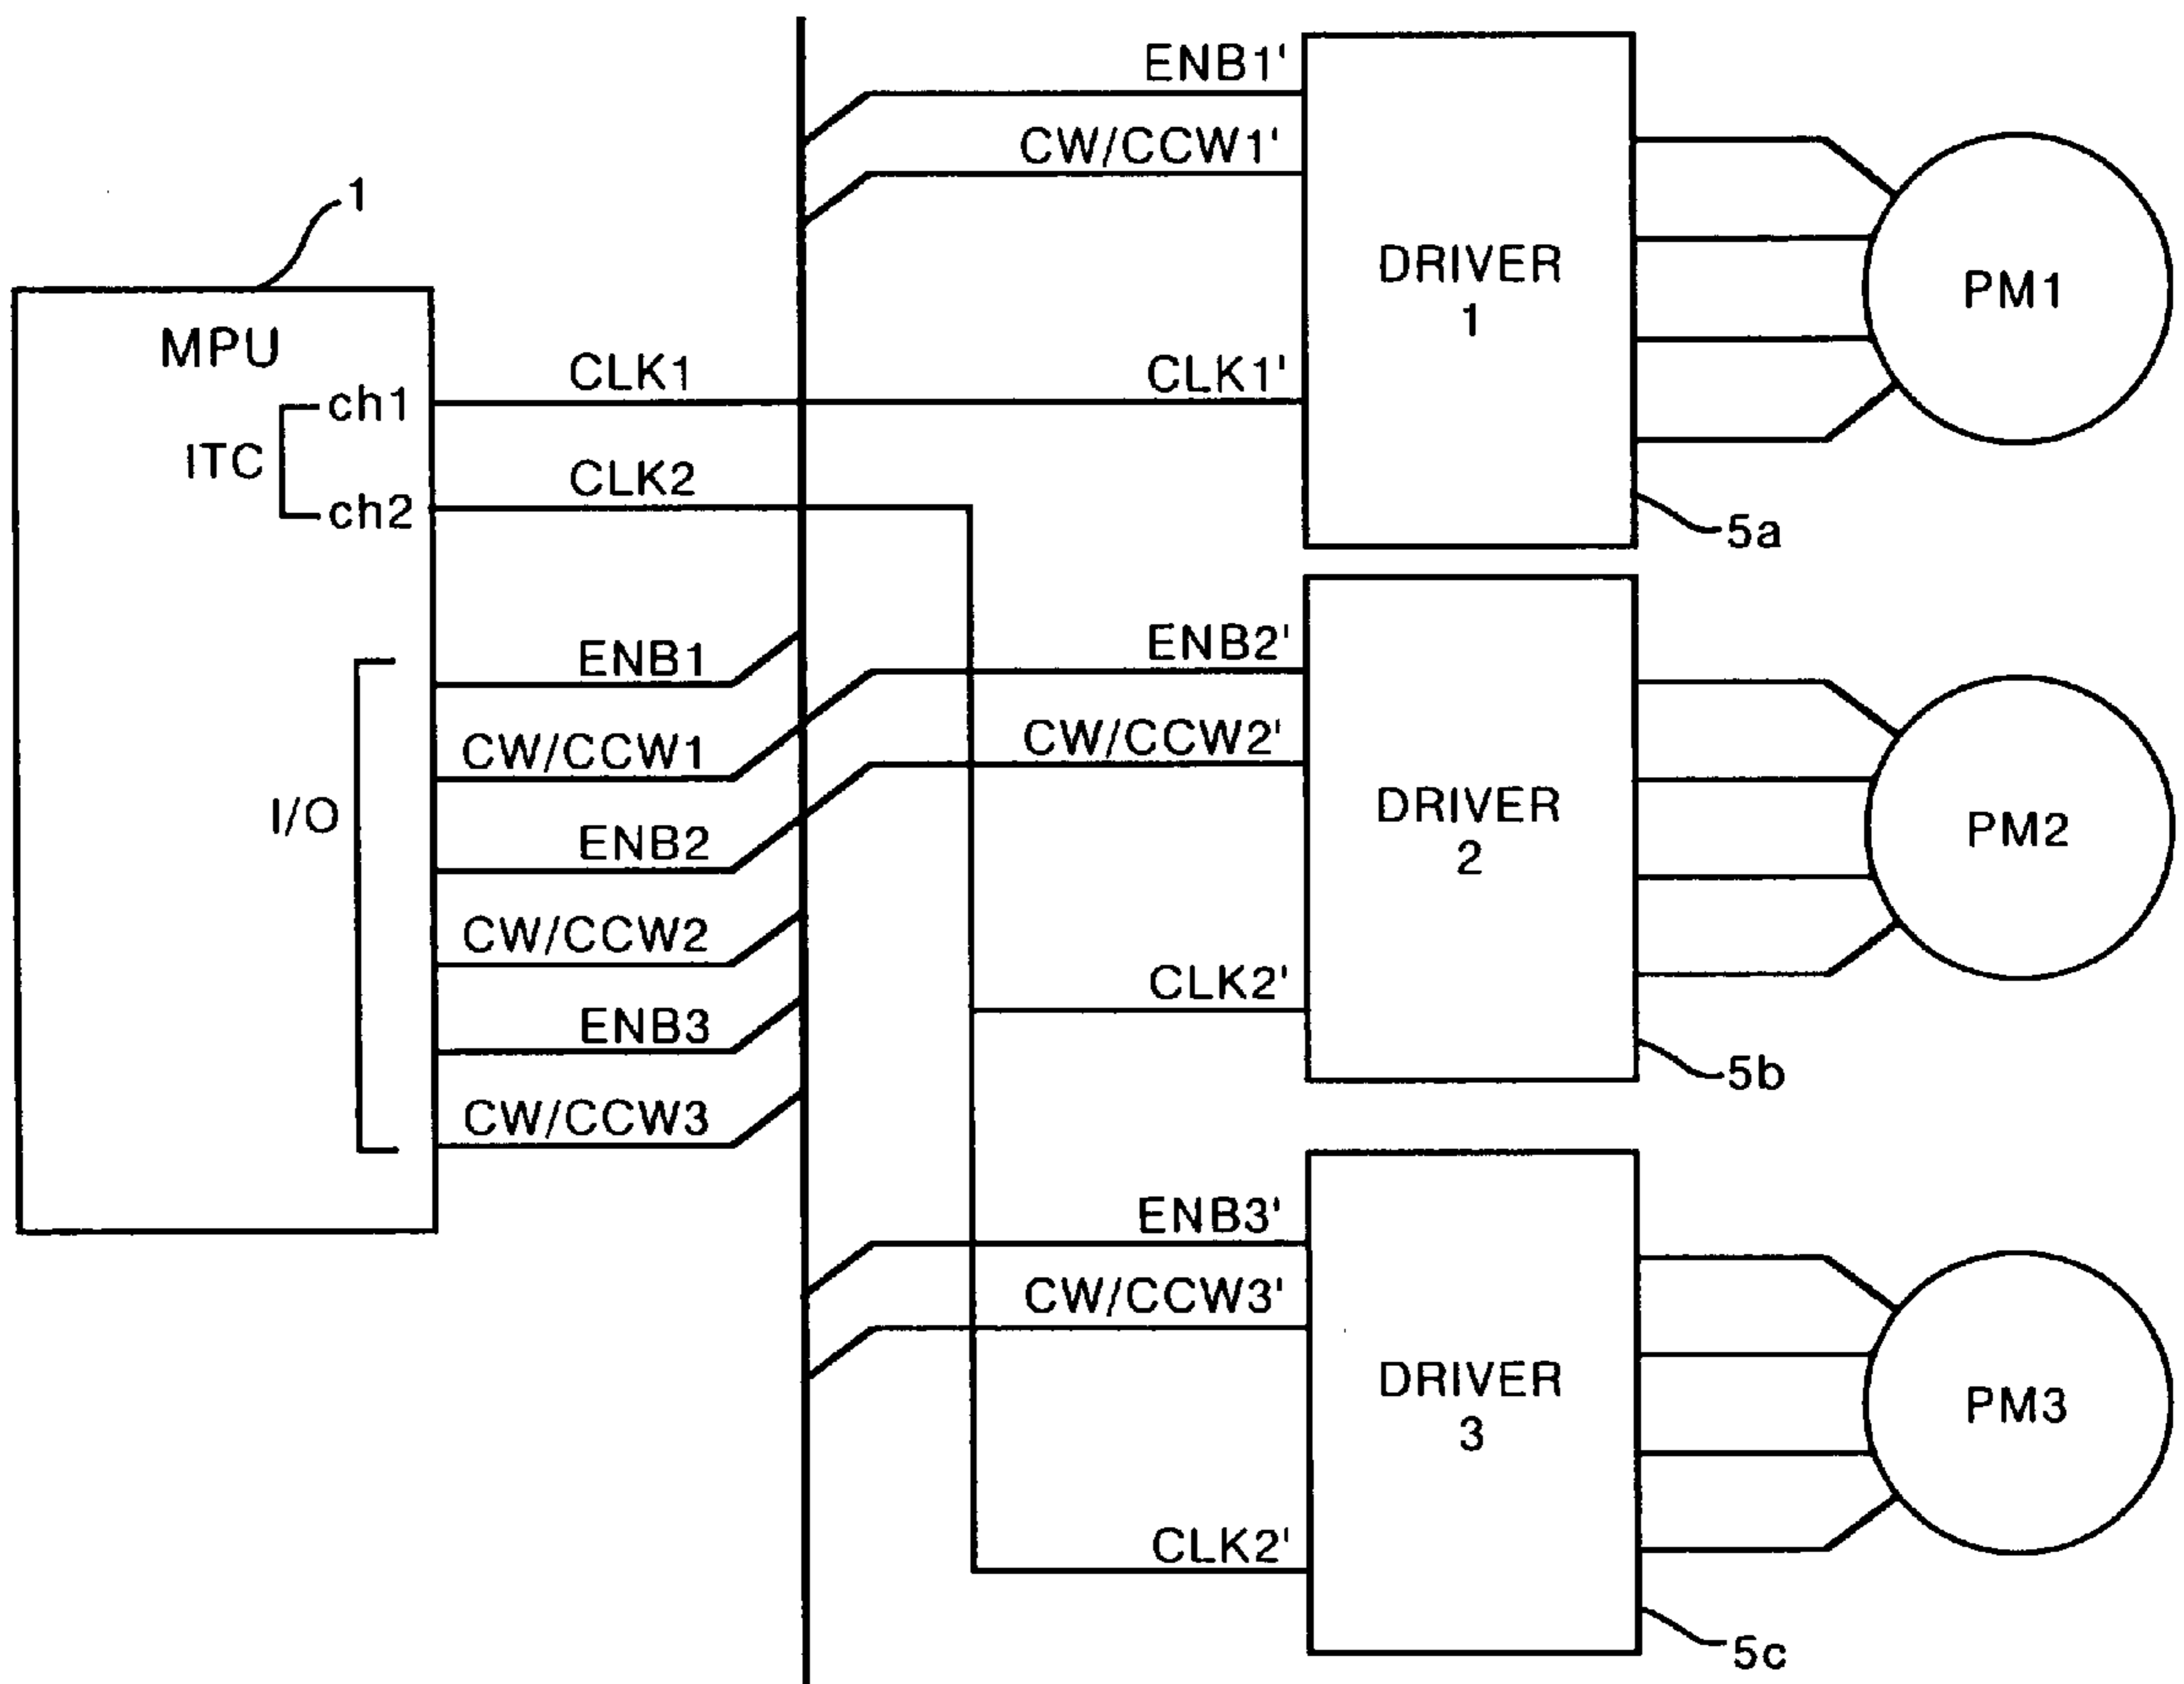 1
MPU
ITC
ch1
ch2
I/O
CLK1
CLK2
ENB1
CW/CCW1
ENB2
CW/CCW2
ENB3
CW/CCW3
ENB1'
CW/CCW1'
CLK1'
DRIVER
1
5a
PM1
ENB2'
CW/CCW2'
CLK2'
DRIVER
2
5b
PM2
ENB3'
CW/CCW3'
CLK2'
DRIVER
3
5c
PM3